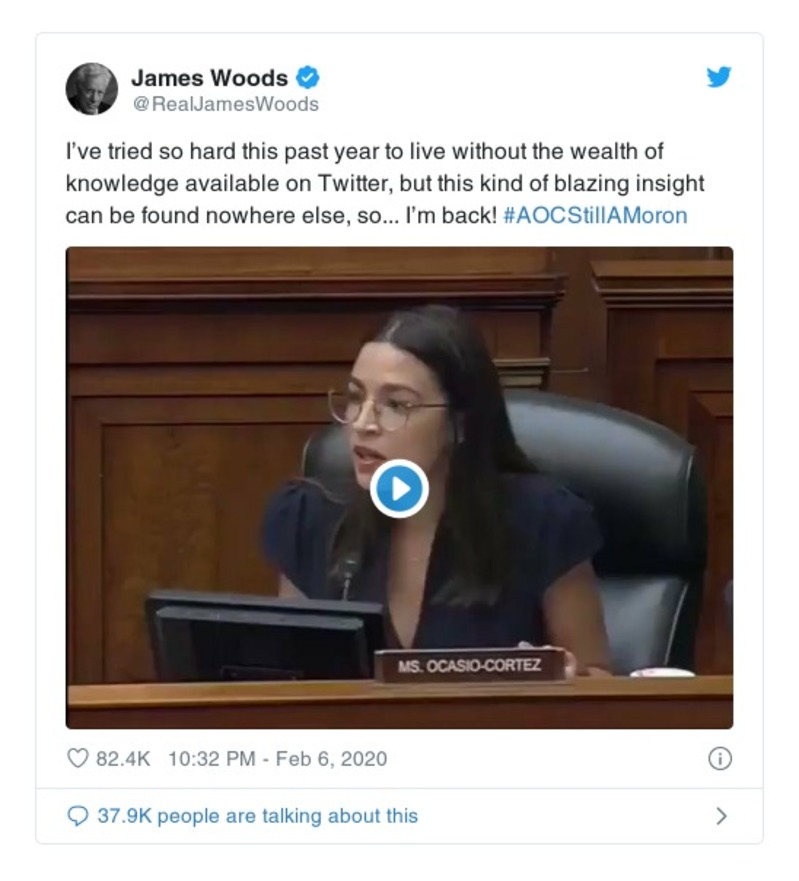 James Woods
@RealJamesWoods
I’ve tried so hard this past year to live without the wealth of
knowledge available on Twitter, but this kind of blazing insight
can be found nowhere else, so... I’m back! #AOCStillAMoron
MS. OCASIO-CORTEZ
82.4K 10:32 PM - Feb 6, 2020
37.9K people are talking about this